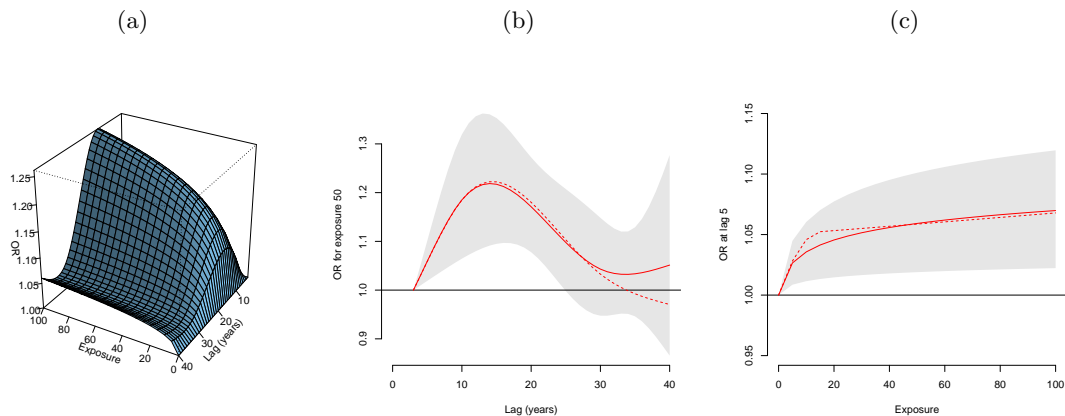 (a)
(b)
(c)
1.25
1.20
1.15
OR
1.10
1.05
1.00
100
80
60
Exposure
40
20
0
40
30
Lag (years)
20
10
OR for exposure 50
1.3
1.2
1.1
1.0
0.9
0 10 20 30 40
Lag (years)
OR at lag 5
1.15
1.10
1.05
1.00
0.95
0 20 40 60 80 100
Exposure